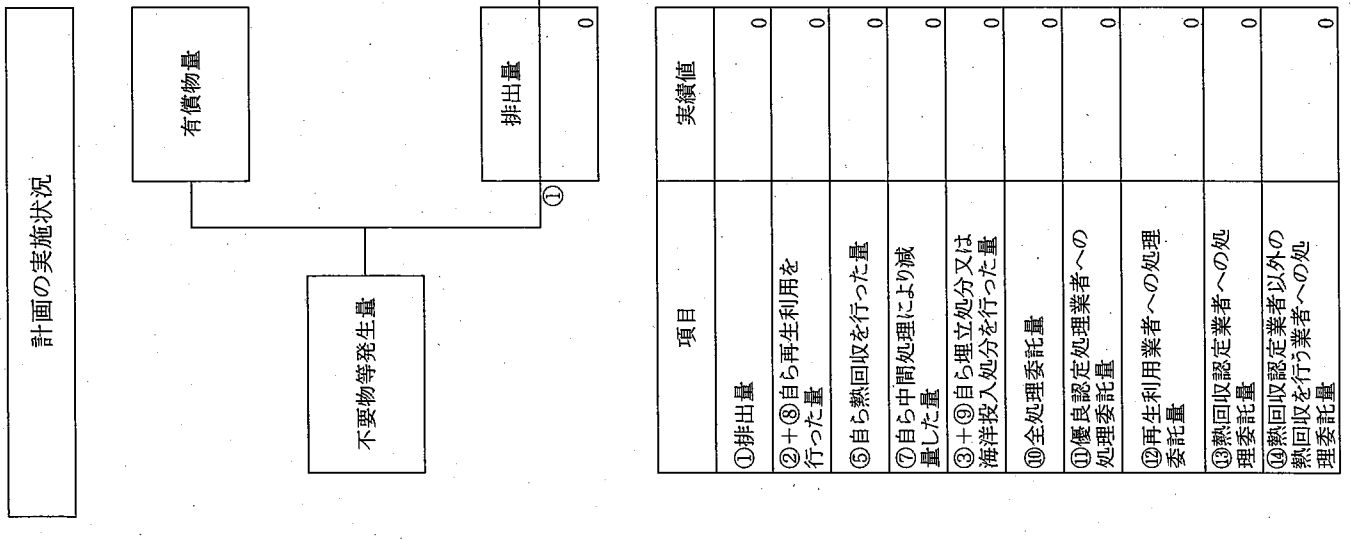 計画の実施状況
有償物量
不要物等発生量
排出量
0
①
項目
実績値
①排出量
0
②+⑧自ら再生利用を
行った量
0
⑤自ら熱回収を行った量
0
⑦自ら中間処理により減
量した量
0
③+⑨自ら埋立処分又は
海洋投入処分を行った量
0
⑩全処理委託量
0
⑪優良認定処理業者への
処理委託量
0
⑫再生利用業者への処理
委託量
0
⑬熱回収認定業者への処
理委託量
0
⑭熱回収認定業者以外の
熱回収を行う業者への処
理委託量
0